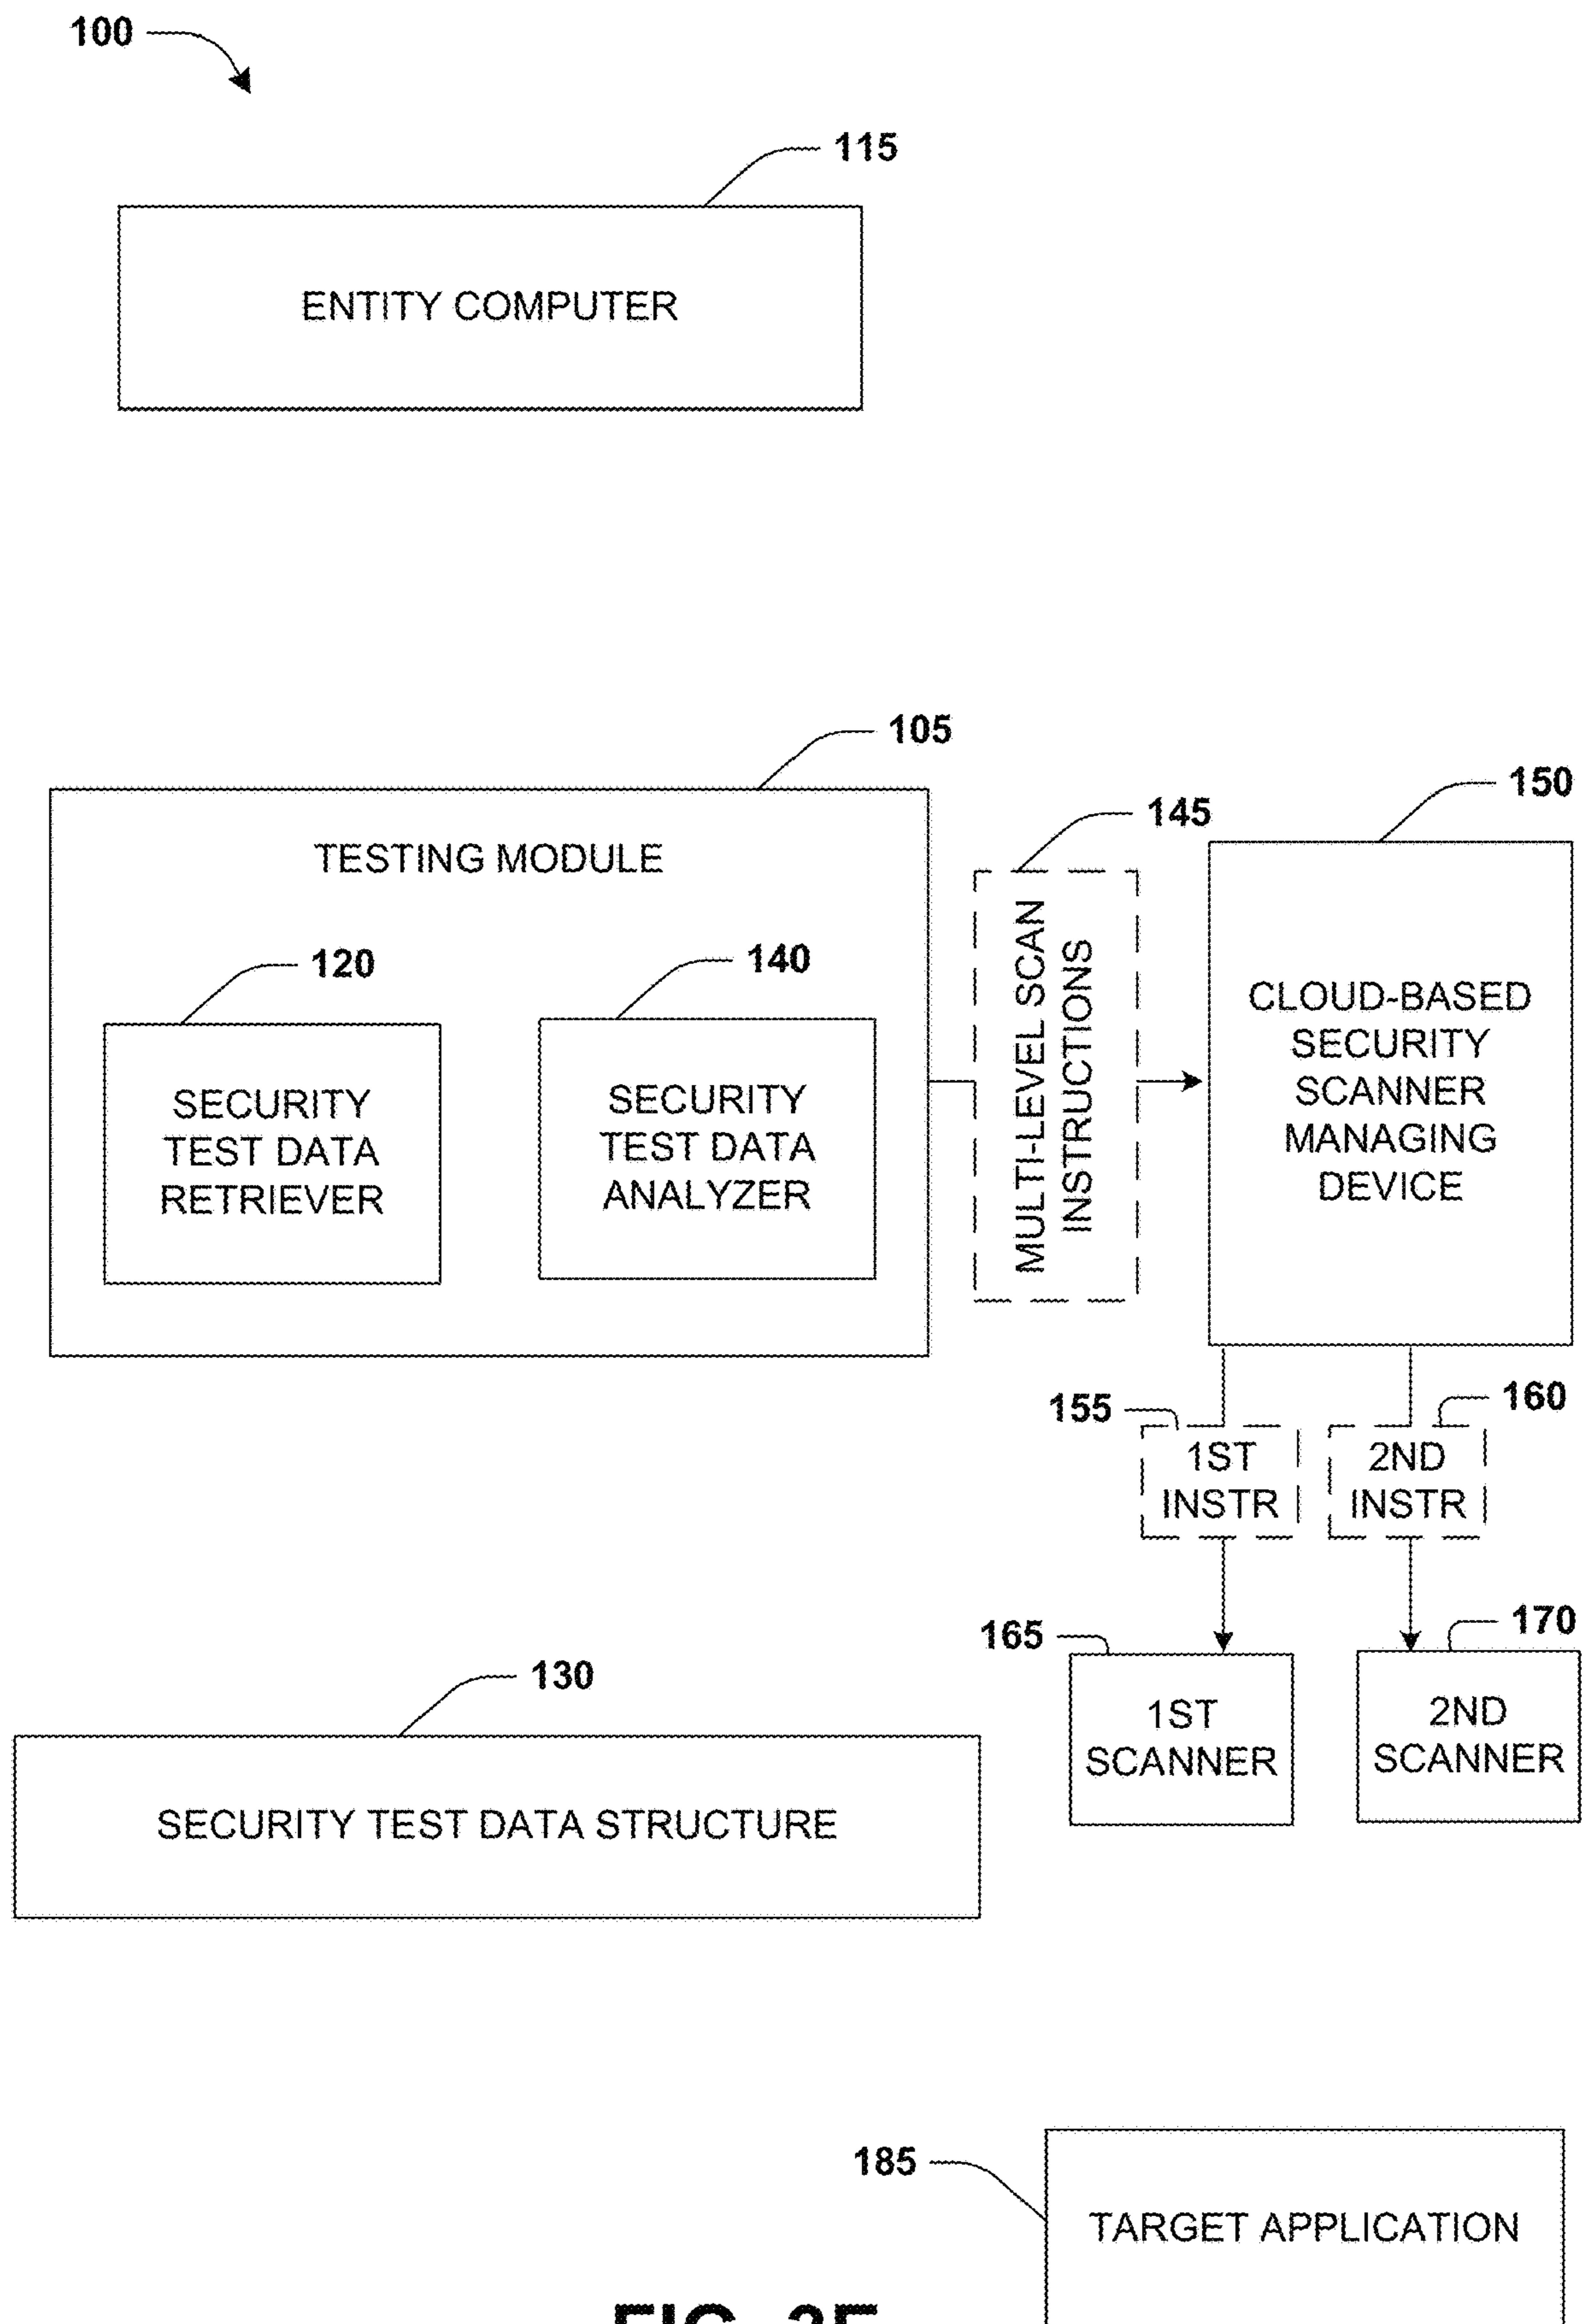 100
115
ENTITY COMPUTER
105
TESTING MODULE
120
SECURITY
TEST DATA
RETRIEVER
140
SECURITY
TEST DATA
ANALYZER
145
MULTI-LEVEL SCAN
INSTRUCTIONS
150
CLOUD-BASED
SECURITY
SCANNER
MANAGING
DEVICE
155
1ST
INSTR
160
2ND
INSTR
165
1ST
SCANNER
170
2ND
SCANNER
130
SECURITY TEST DATA STRUCTURE
185
TARGET APPLICATION